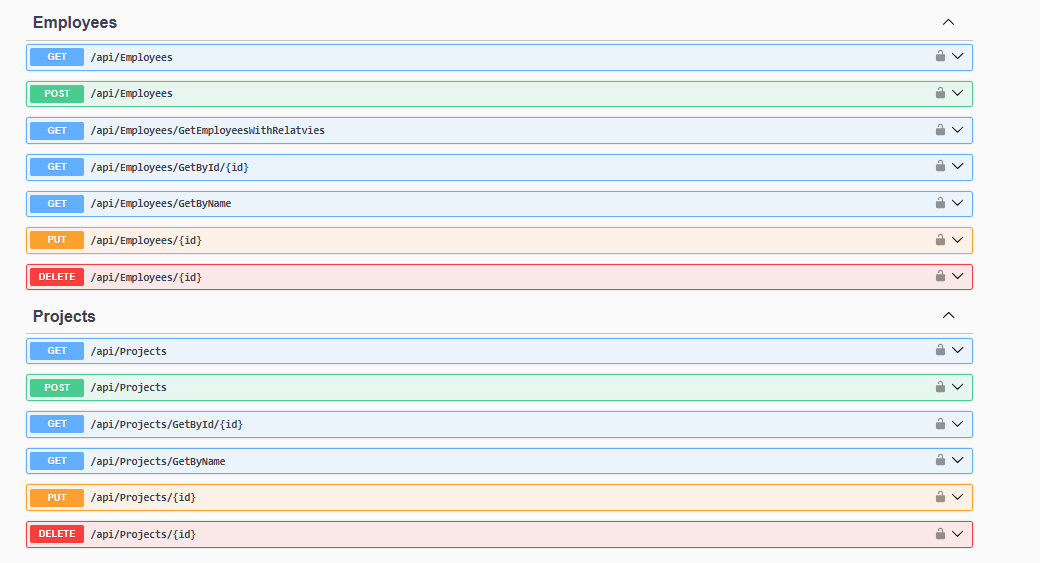 Employees
GET /api/Employees
POST /api/Employees
GET /api/Employees/GetEmployeesWithRelatvies
GET /api/Employees/GetById/{id}
GET /api/Employees/GetByName
PUT /api/Employees/{id}
DELETE /api/Employees/{id}
Projects
GET /api/Projects
POST /api/Projects
GET /api/Projects/GetById/{id}
GET /api/Projects/GetByName
PUT /api/Projects/{id}
DELETE /api/Projects/{id}